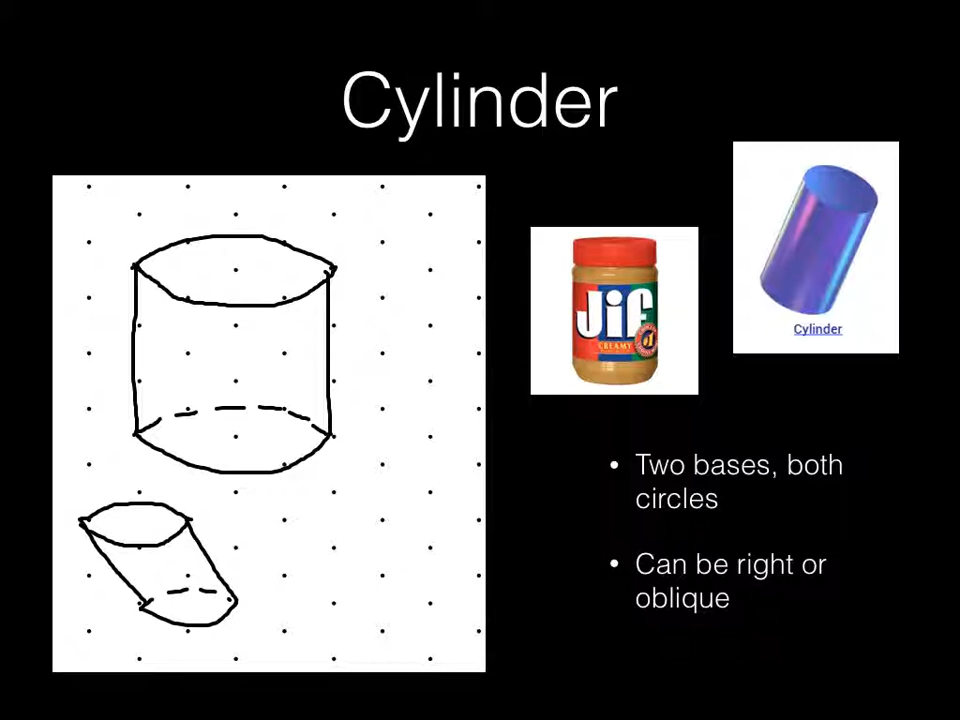 Cylinder
Jif
CREAMY
Cylinder
• Two bases, both
circles
• Can be right or
oblique